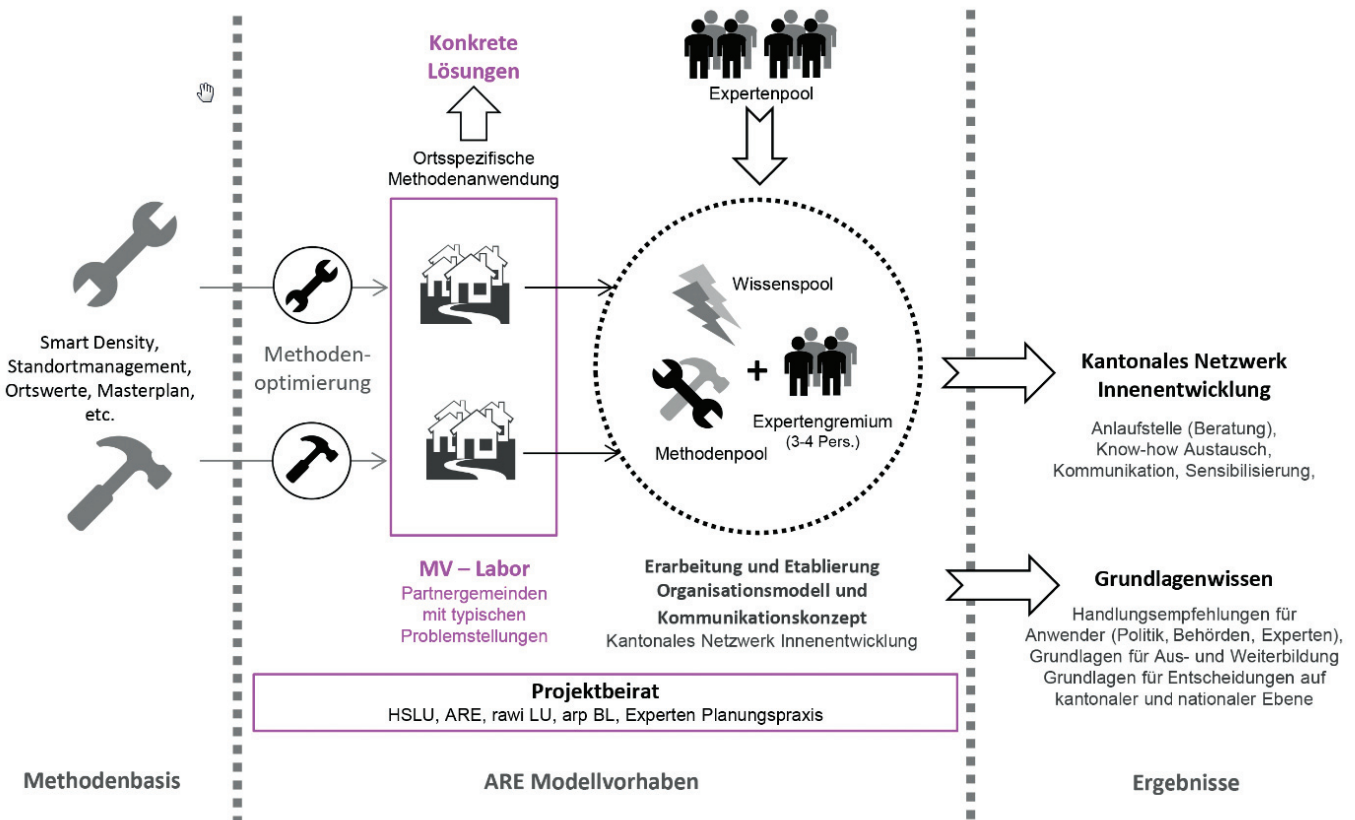 Konkrete
Lösungen
Expertenpool
Ortsspezifische
Methodenanwendung
Smart Density,
Standortmanagement,
Ortswerte, Masterplan,
etc.
Methoden-
optimierung
Wissenspool
+
Methodenpool
Expertengremium
(3-4 Pers.)
MV – Labor
Partnergemeinden
mit typischen
Problemstellungen
Erarbeitung und Etablierung
Organisationsmodell und
Kommunikationskonzept
Kantonales Netzwerk Innenentwicklung
Kantonales Netzwerk
Innenentwicklung
Anlaufstelle (Beratung),
Know-how Austausch,
Kommunikation, Sensibilisierung,
Grundlagenwissen
Handlungsempfehlungen für
Anwender (Politik, Behörden, Experten),
Grundlagen für Aus- und Weiterbildung
Grundlagen für Entscheidungen auf
kantonaler und nationaler Ebene
Projektbeirat
HSLU, ARE, rawi LU, arp BL, Experten Planungspraxis
Methodenbasis
ARE Modellvorhaben
Ergebnisse